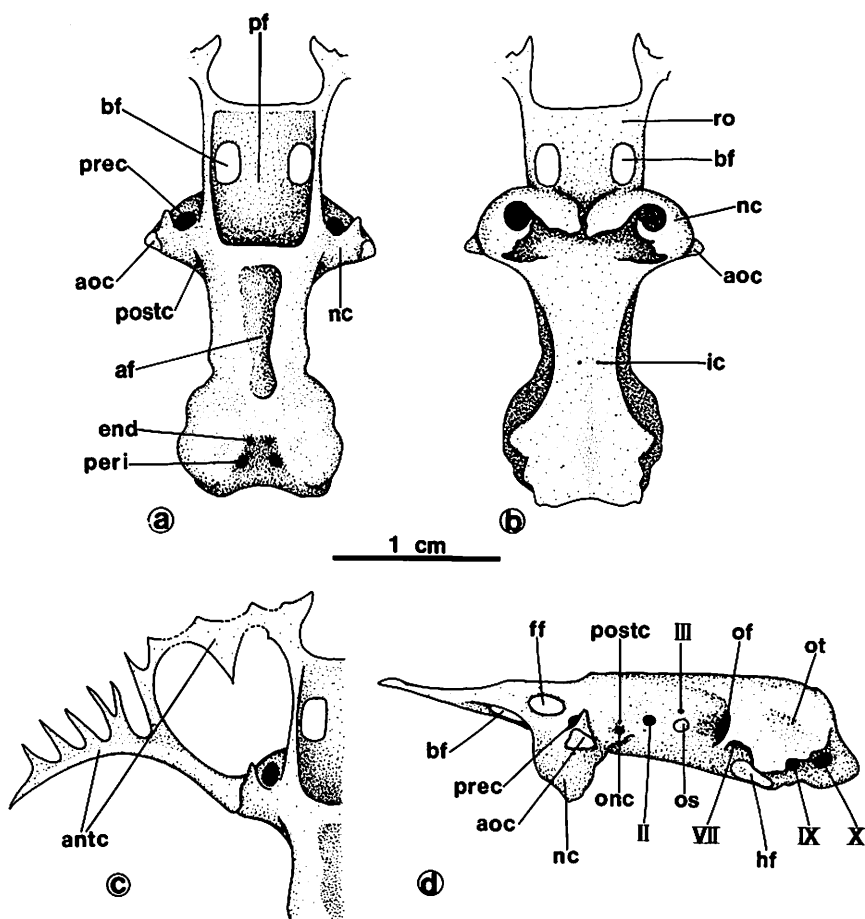 pf
bf
prec
aoc
postc
nc
af
end
peri
a
ro
bf
nc
aoc
ic
b
1 cm
antc
c
ff
postc
III
of
ot
bf
prec
aoc
nc
onc
II
os
VII
hf
IX
X
d